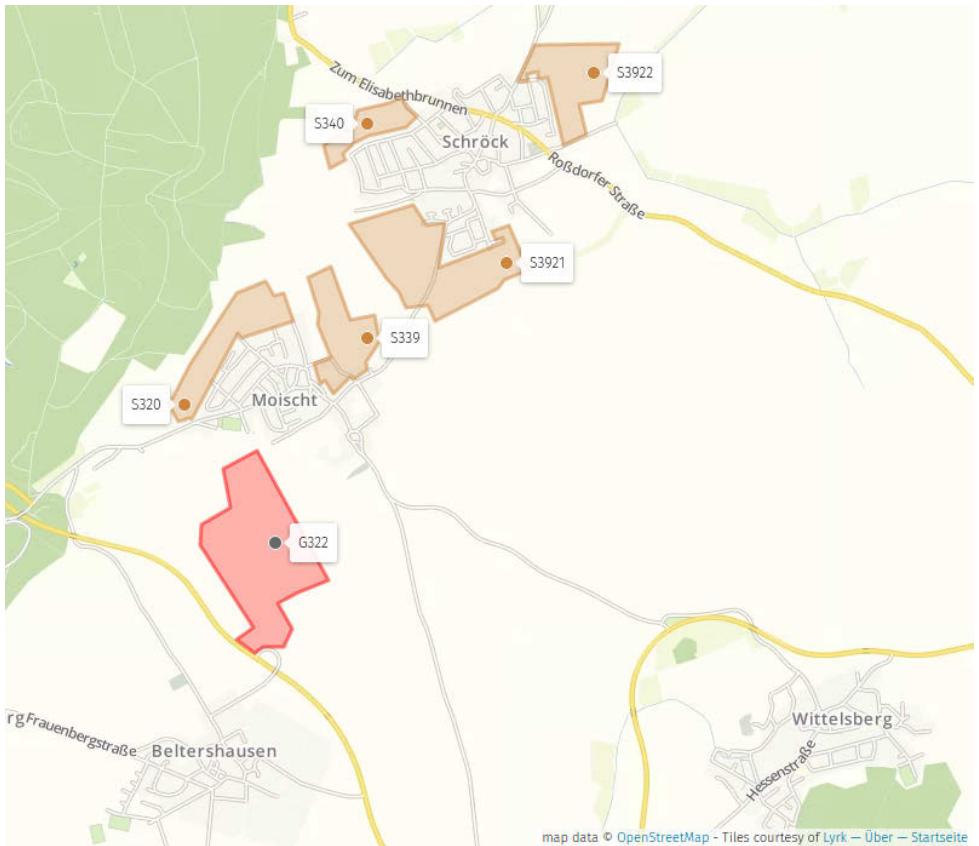 S3922
Zum Elisabethbrunnen
S340
Schröck
Roßdorfer Straße
S3921
S339
S320
Moischt
G322
Wittelsberg
rg
Frauenbergstraße
Beltershausen
Hessenstraße
map data © OpenStreetMap - Tiles courtesy of Lyrk — Über — Startseite